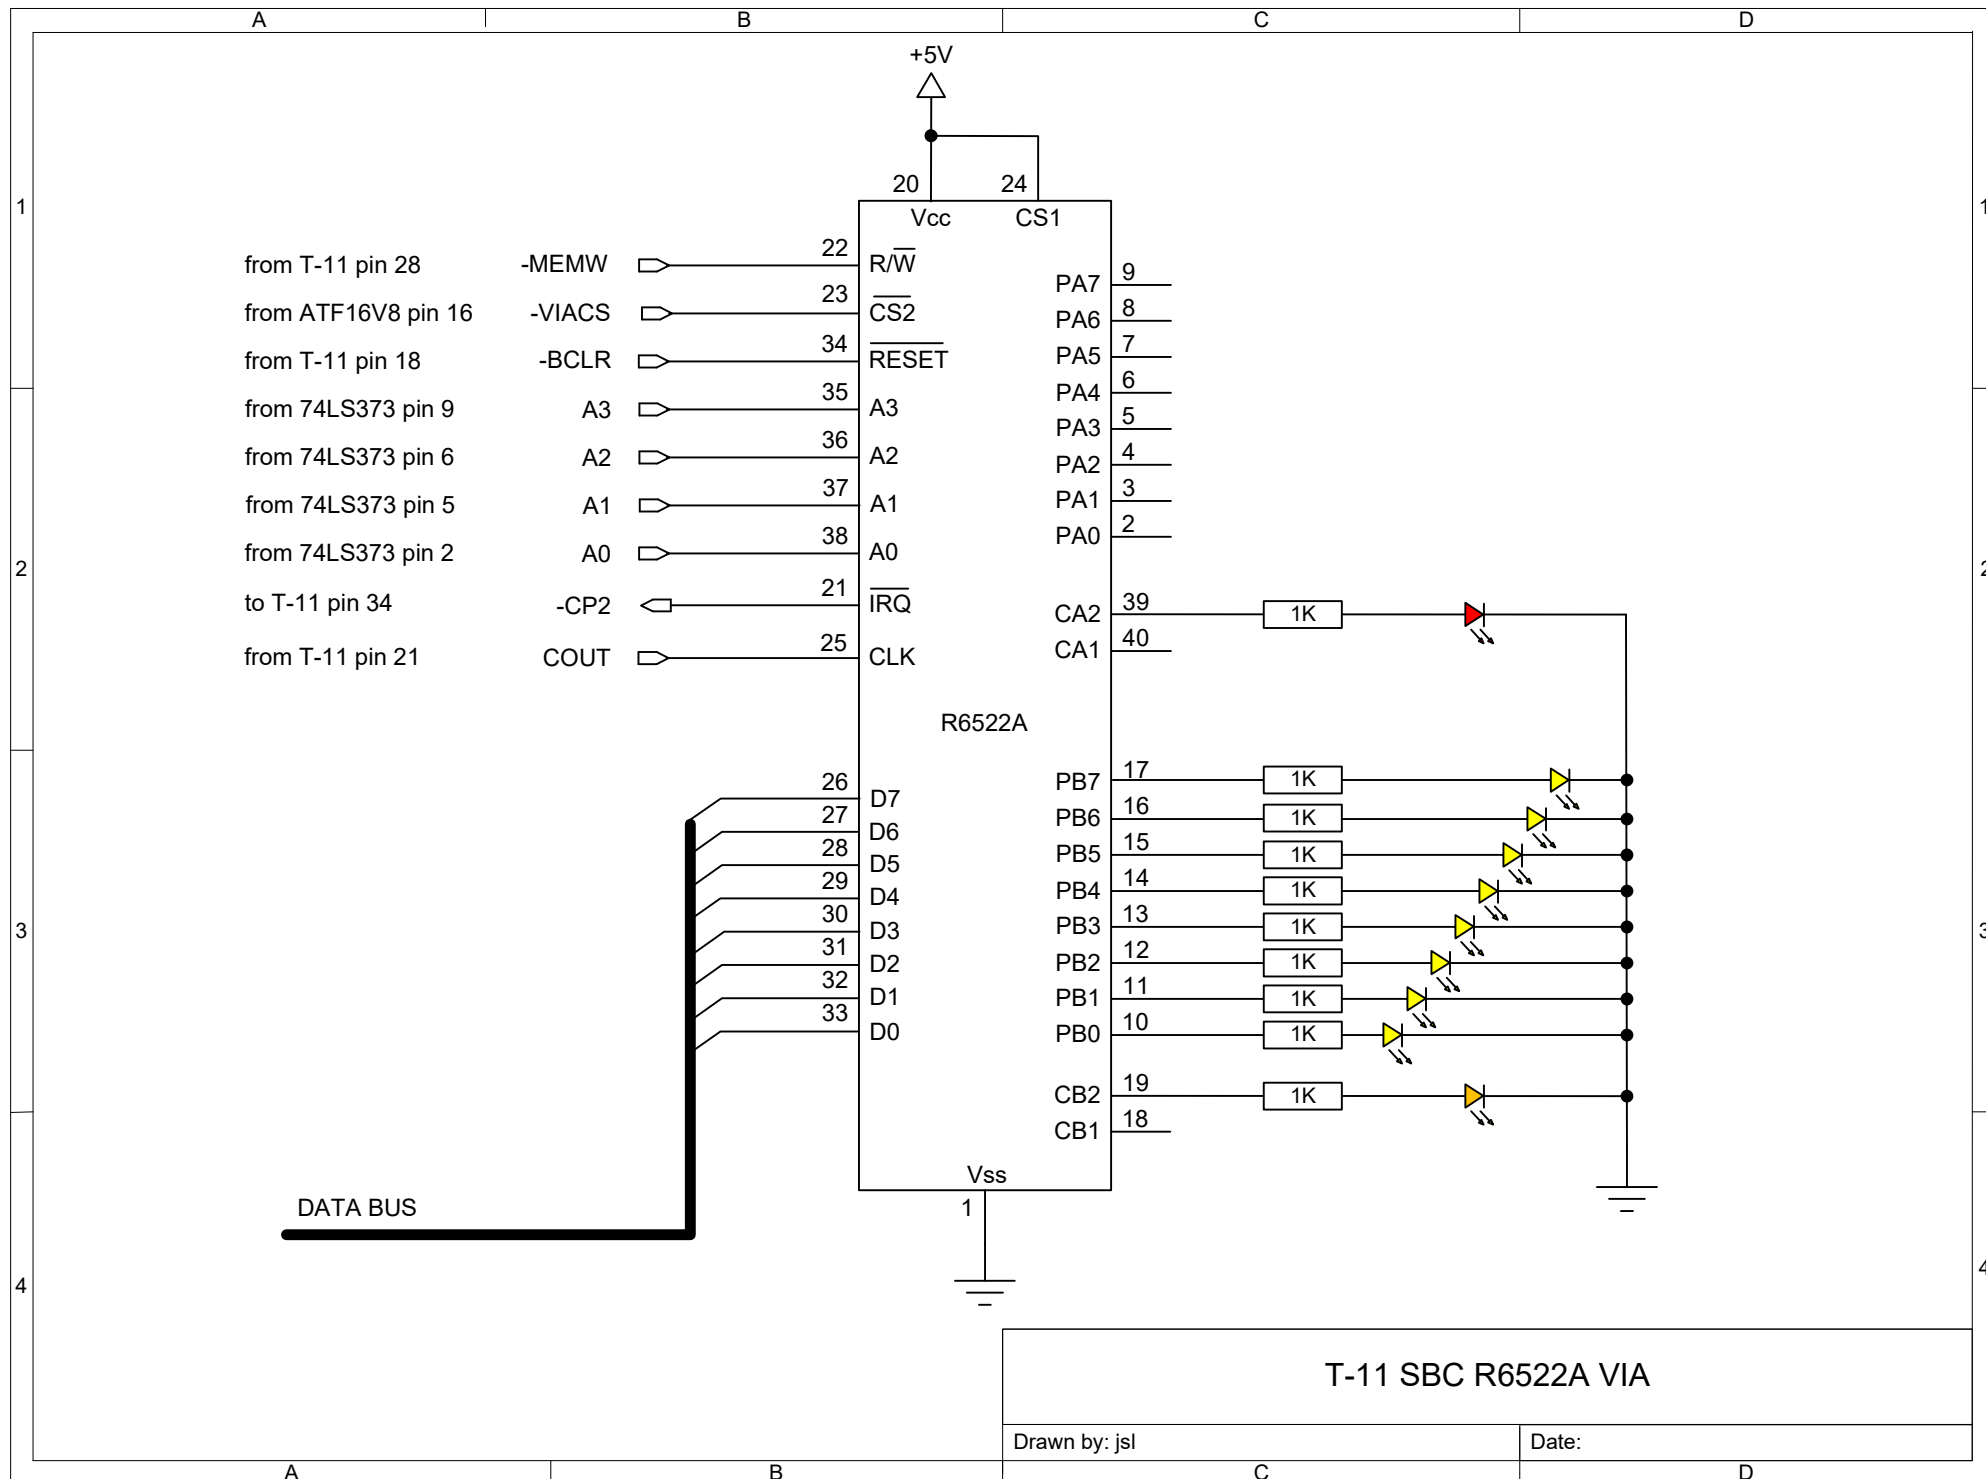 A B C D
+5V
20 24
Vcc CS1
1 1
from T-11 pin 28 -MEMW 22 R/W
from ATF16V8 pin 16 -VIACS 23 CS2
from T-11 pin 18 -BCLR 34 RESET
from 74LS373 pin 9 A3 35 A3
from 74LS373 pin 6 A2 36 A2
from 74LS373 pin 5 A1 37 A1
from 74LS373 pin 2 A0 38 A0
to T-11 pin 34 -CP2 21 IRQ
from T-11 pin 21 COUT 25 CLK
PA7 9
PA6 8
PA5 7
PA4 6
PA3 5
PA2 4
PA1 3
PA0 2
2 2
CA2 39 1K
CA1 40
R6522A
26 D7
27 D6
28 D5
29 D4
30 D3
31 D2
32 D1
33 D0
PB7 17 1K
PB6 16 1K
PB5 15 1K
PB4 14 1K
PB3 13 1K
PB2 12 1K
PB1 11 1K
PB0 10 1K
3 3
CB2 19 1K
CB1 18
Vss
1
DATA BUS
4 4
T-11 SBC R6522A VIA
Drawn by: jsl Date:
A B C D